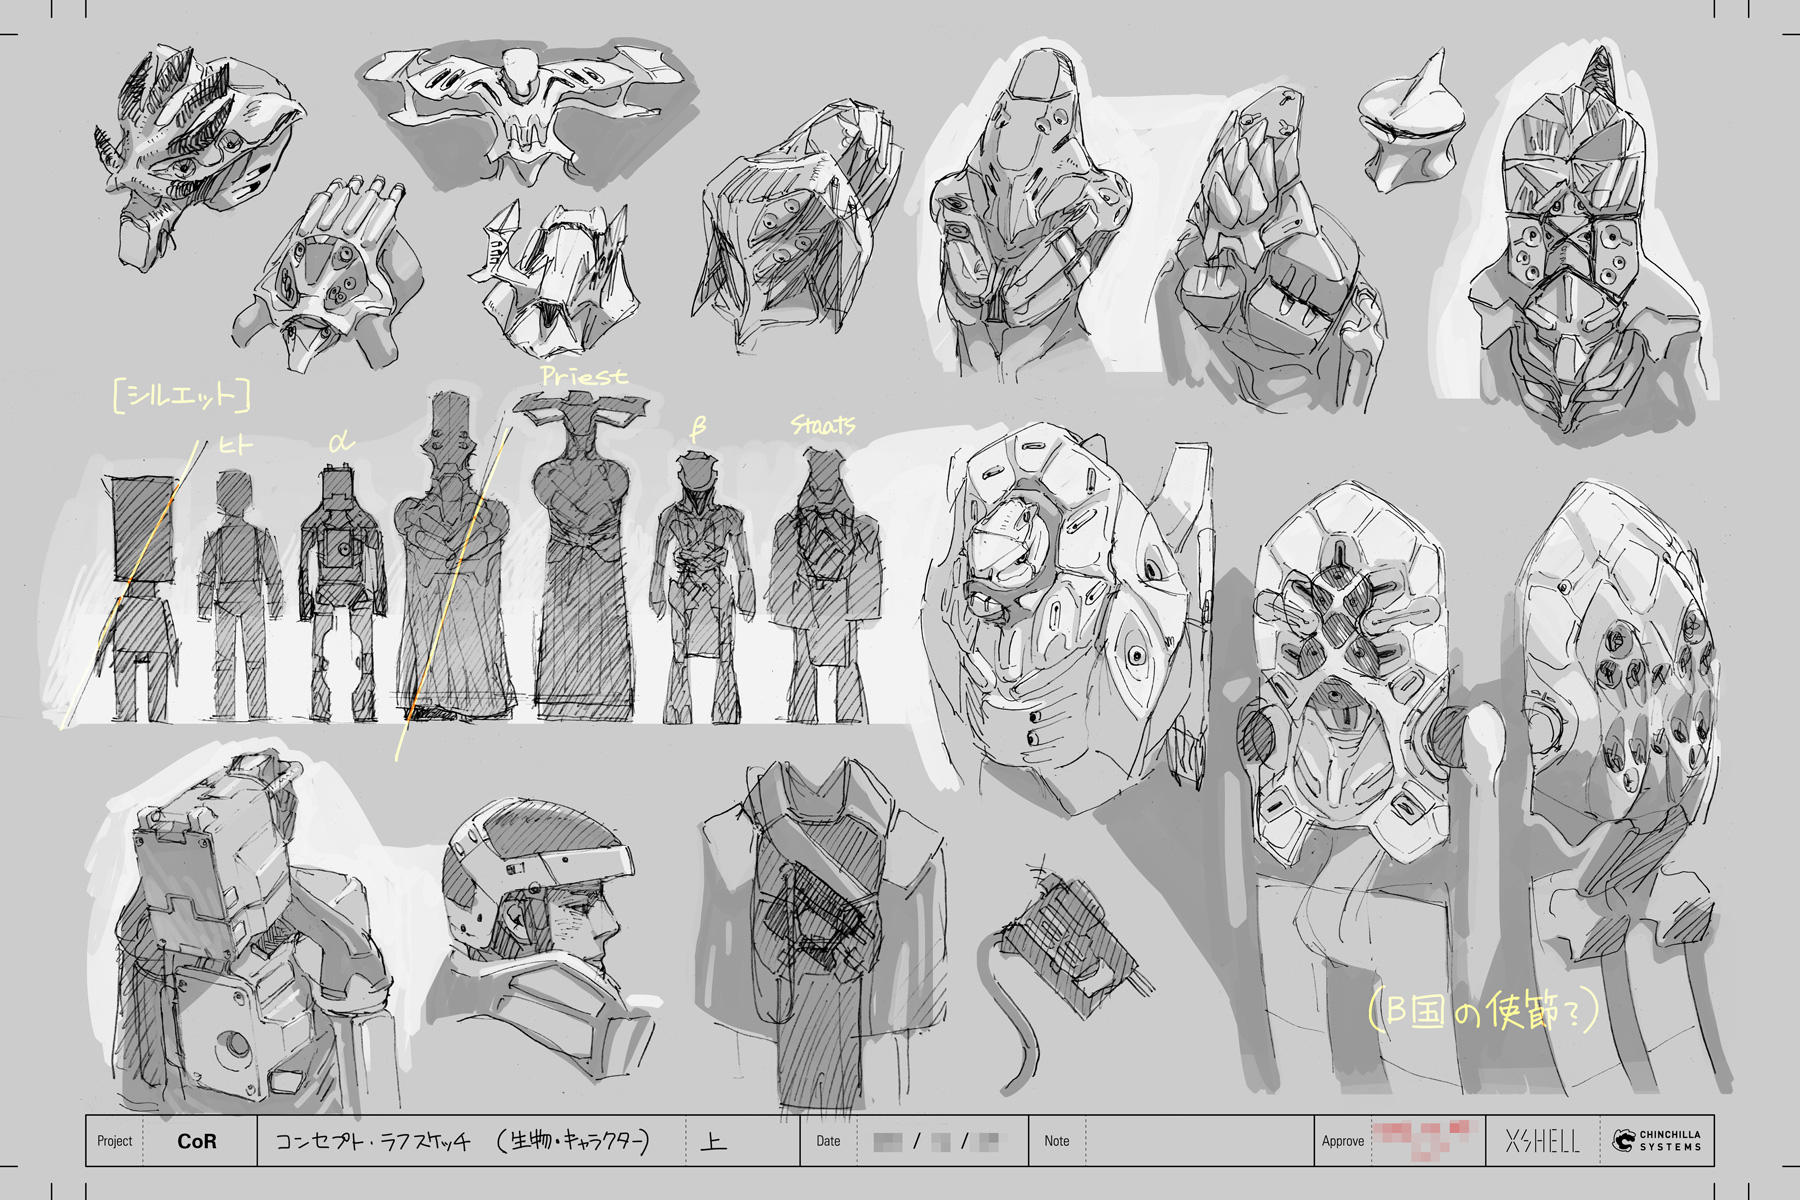 Priest
[シルエット]
ヒト
α
β
Staats
(B国の使節?)
Project
CoR
コンセプト・ラフスケッチ (生物・キャラクター)
上
Date
/ /
Note
Approve
XSHELL
CHINCHILLA
SYSTEMS